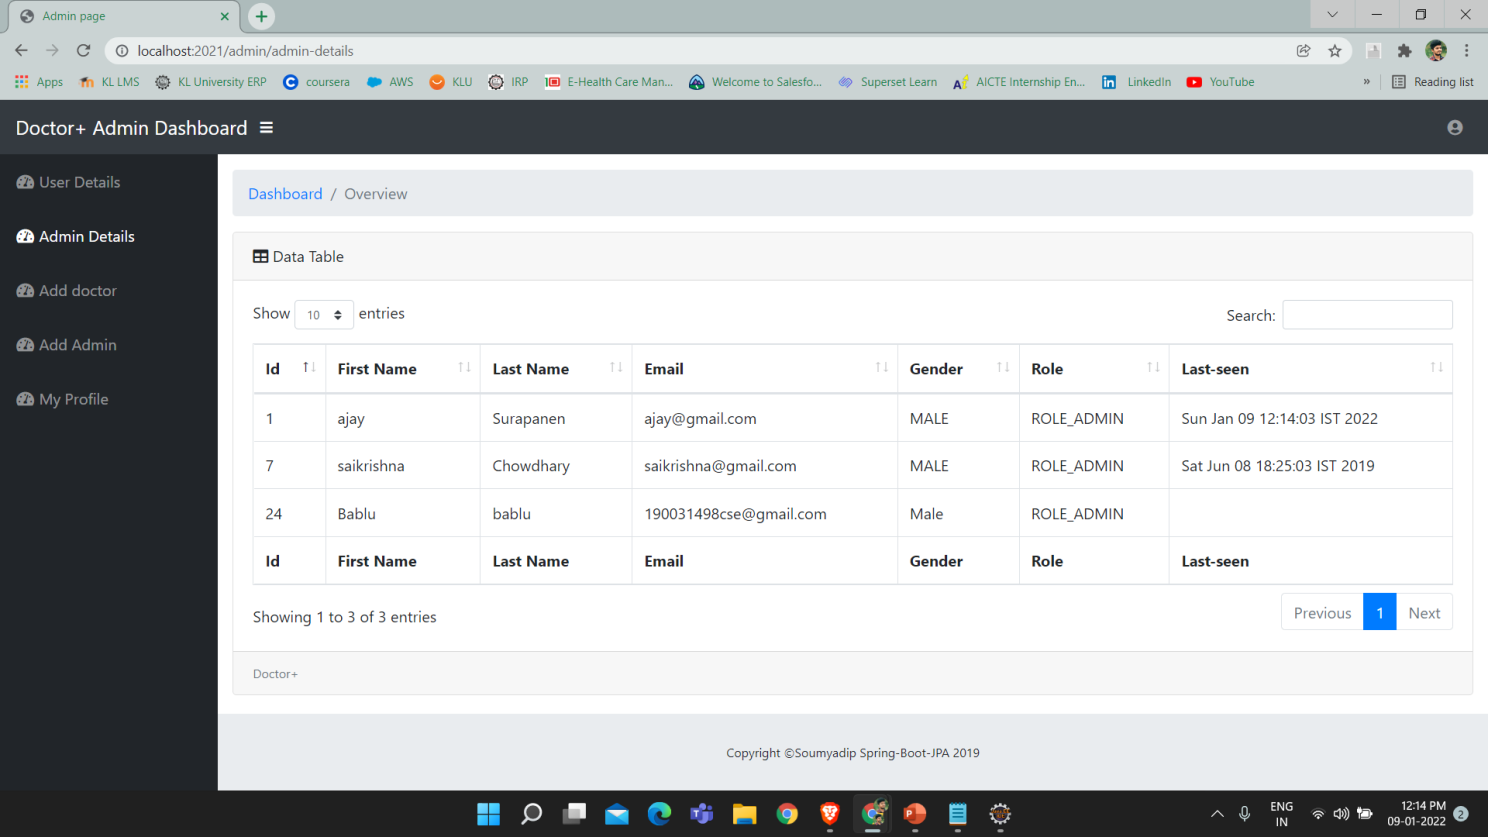 Admin page
localhost:2021/admin/admin-details
Apps KL LMS KL University ERP coursera AWS KLU IRP E-Health Care Man... Welcome to Salesfo... Superset Learn AICTE Internship En... LinkedIn YouTube » Reading list
Doctor+ Admin Dashboard
User Details
Admin Details
Add doctor
Add Admin
My Profile
Dashboard / Overview
Data Table
Show 10 entries Search:
Id First Name Last Name Email Gender Role Last-seen
1 ajay Surapanen ajay@gmail.com MALE ROLE_ADMIN Sun Jan 09 12:14:03 IST 2022
7 saikrishna Chowdhary saikrishna@gmail.com MALE ROLE_ADMIN Sat Jun 08 18:25:03 IST 2019
24 Bablu bablu 190031498cse@gmail.com Male ROLE_ADMIN
Id First Name Last Name Email Gender Role Last-seen
Showing 1 to 3 of 3 entries Previous 1 Next
Doctor+
Copyright ©Soumyadip Spring-Boot-JPA 2019
ENG
IN
12:14 PM
09-01-2022
2